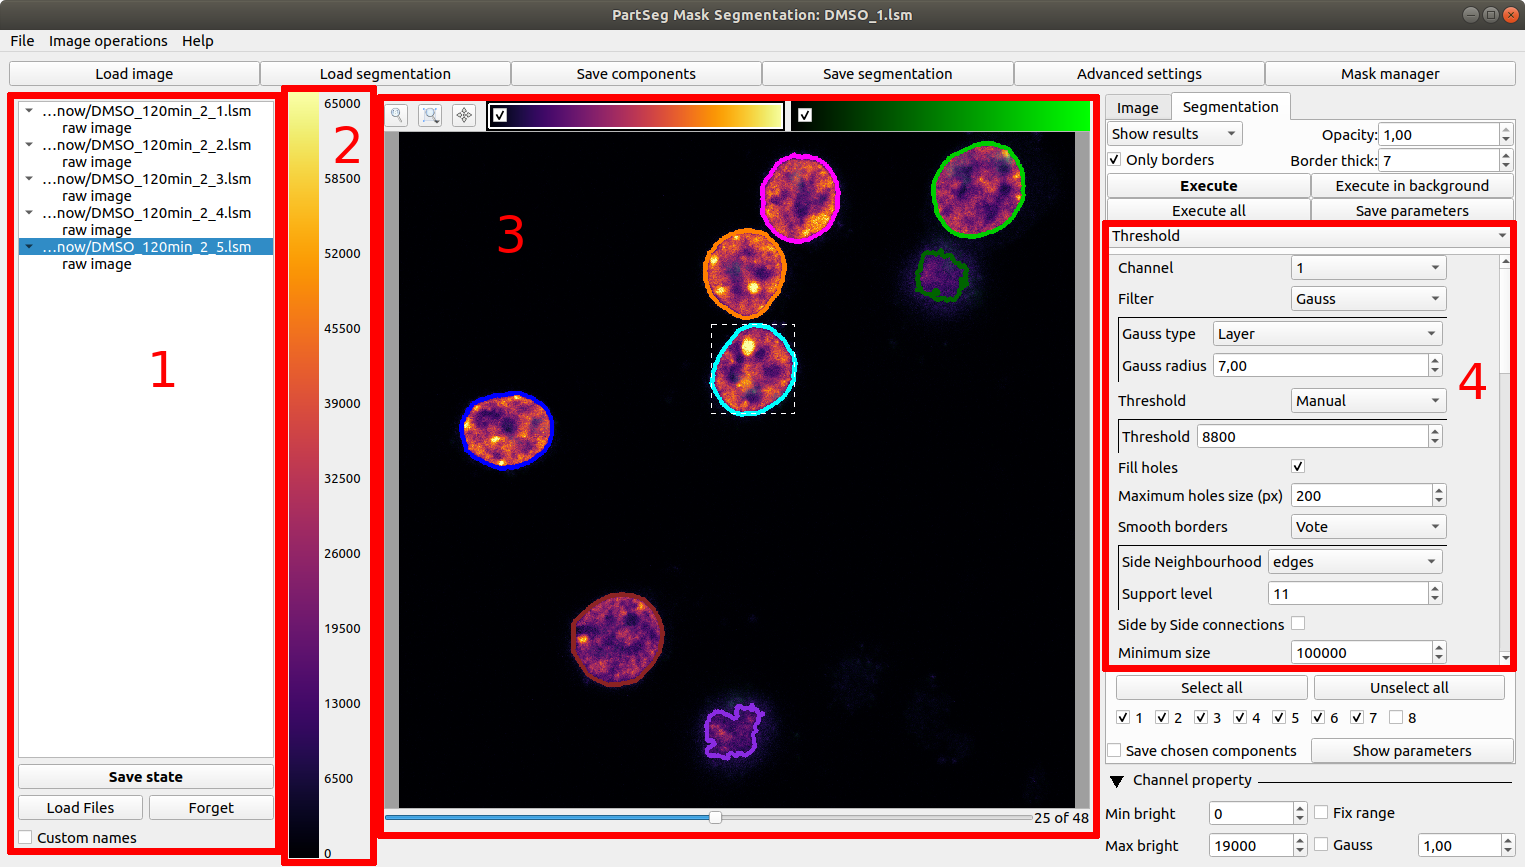 PartSeg Mask Segmentation: DMSO_1.lsm
File Image operations Help
Load image Load segmentation Save components Save segmentation Advanced settings Mask manager
...now/DMSO_120min_2_1.lsm
raw image
...now/DMSO_120min_2_2.lsm
raw image
...now/DMSO_120min_2_3.lsm
raw image
...now/DMSO_120min_2_4.lsm
raw image
...now/DMSO_120min_2_5.lsm
raw image
1
Save state
Load Files Forget
Custom names
65000
2
58500
52000
45500
39000
32500
26000
19500
13000
6500
0
3
25 of 48
Image Segmentation
Show results Opacity: 1,00
Only borders Border thick: 7
Execute Execute in background
Execute all Save parameters
Threshold
Channel 1
Filter Gauss
Gauss type Layer
Gauss radius 7,00
4
Threshold Manual
Threshold 8800
Fill holes
Maximum holes size (px) 200
Smooth borders Vote
Side Neighbourhood edges
Support level 11
Side by Side connections
Minimum size 100000
Select all Unselect all
1 2 3 4 5 6 7 8
Save chosen components Show parameters
Channel property
Min bright 0 Fix range
Max bright 19000 Gauss 1,00